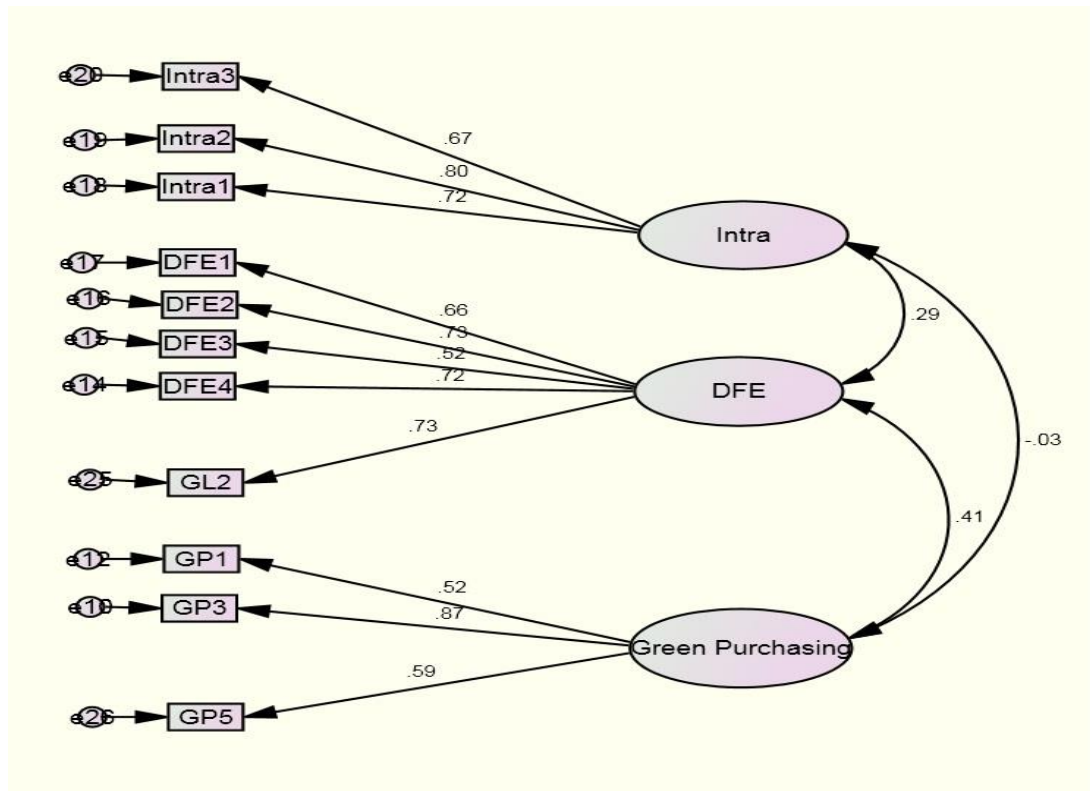 e20 Intra3
.67
e19 Intra2
.80
e18 Intra1
.72
Intra
e17 DFE1
e16 DFE2
.66
.29
.73
e15 DFE3
.52
e14 DFE4
.72
DFE
.73
-.03
e25 GL2
.41
e12 GP1
.52
e10 GP3
.87
Green Purchasing
.59
e26 GP5